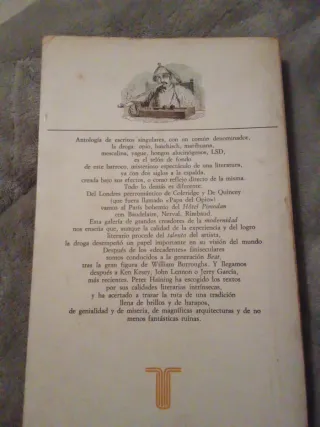 Antología de escritos singulares, con un común denominador,
la droga: opio, haschisch, marihuana,
mescalina, yagué, hongos alucinógenos, LSD,
es el telón de fondo
de este barroco, misterioso espectáculo de una literatura,
ya con dos siglos a la espalda,
creada bajo sus efectos, o como reflejo directo de la misma.
Todo lo demás es diferente.
Del Londres prerromántico de Coleridge y De Quincey
(que fuera llamado «Papa del Opio»)
vamos al París bohemio del Hôtel Pimodan
con Baudelaire, Nerval, Rimbaud.
Esta galería de grandes creadores de la modernidad
nos enseña que, aunque la calidad de la experiencia y del logro
literario procede del talento del artista,
la droga desempeñó un papel importante en su visión del mundo
Después de los «decadentes» finiseculares
somos conducidos a la generación Beat,
tras la gran figura de William Burroughs. Y llegamos
después a Ken Kesey, John Lennon o Jerry García,
más recientes. Peter Haining ha escogido los textos
por sus calidades literarias intrínsecas,
y ha acertado a trazar la ruta de una tradición
llena de brillos y de harapos,
de genialidad y de miseria, de magníficas arquitecturas y de no
menos fantásticas ruinas.